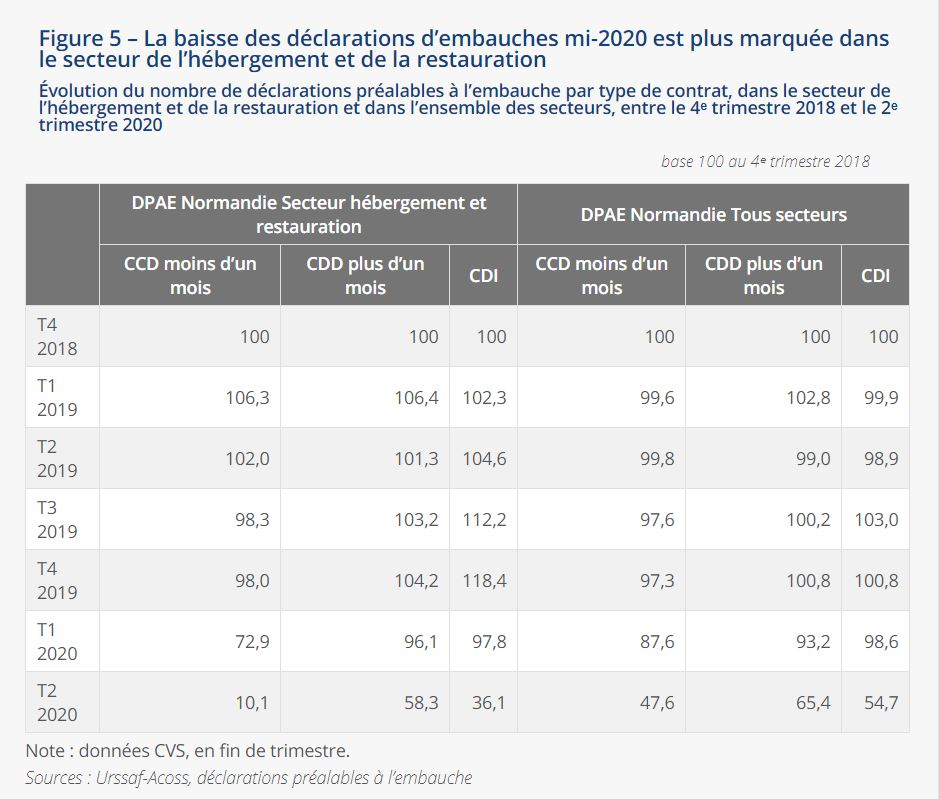 Figure 5 – La baisse des déclarations d’embauches mi-2020 est plus marquée dans
le secteur de l’hébergement et de la restauration
Évolution du nombre de déclarations préalables à l’embauche par type de contrat, dans le secteur de
l’hébergement et de la restauration et dans l’ensemble des secteurs, entre le 4e trimestre 2018 et le 2e
trimestre 2020
base 100 au 4e trimestre 2018
DPAE Normandie Secteur hébergement et
restauration
DPAE Normandie Tous secteurs
CCD moins d’un
mois
CDD plus d’un
mois
CDI
CCD moins d’un
mois
CDD plus d’un
mois
CDI
T4
2018
100 100 100 100 100 100
T1
2019
106,3 106,4 102,3 99,6 102,8 99,9
T2
2019
102,0 101,3 104,6 99,8 99,0 98,9
T3
2019
98,3 103,2 112,2 97,6 100,2 103,0
T4
2019
98,0 104,2 118,4 97,3 100,8 100,8
T1
2020
72,9 96,1 97,8 87,6 93,2 98,6
T2
2020
10,1 58,3 36,1 47,6 65,4 54,7
Note : données CVS, en fin de trimestre.
Sources : Urssaf-Acoss, déclarations préalables à l’embauche